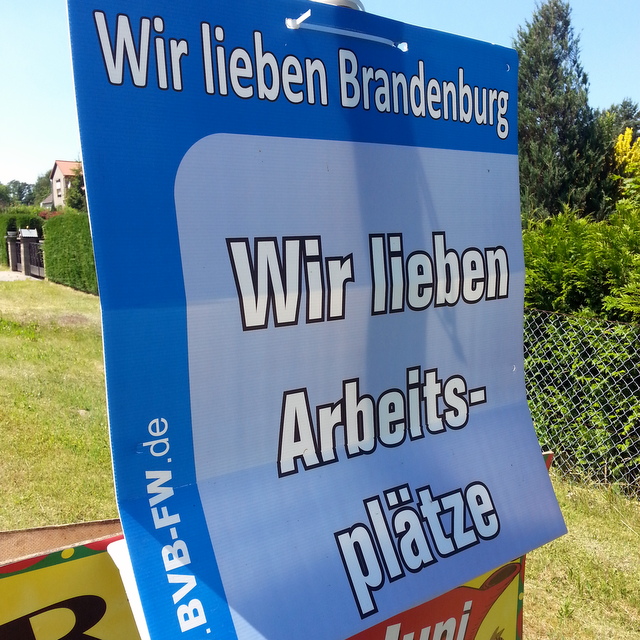 Wir lieben Brandenburg
Wir lieben
Arbeits-
plätze
.BVB-FW.de
B
Juni